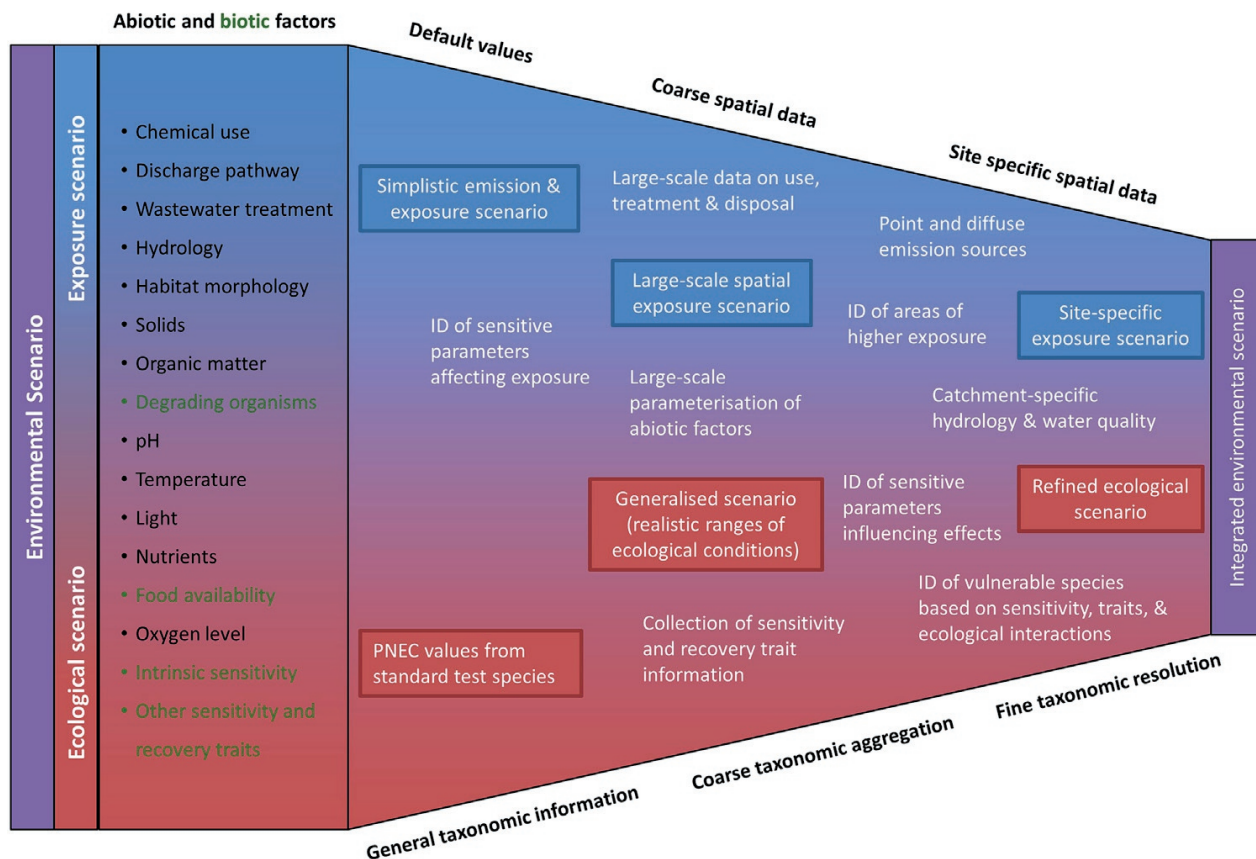 Abiotic and biotic factors
Default values
Coarse spatial data
Site specific spatial data
Environmental Scenario
Exposure scenario
Ecological scenario
• Chemical use
• Discharge pathway
• Wastewater treatment
• Hydrology
• Habitat morphology
• Solids
• Organic matter
• Degrading organisms
• pH
• Temperature
• Light
• Nutrients
• Food availability
• Oxygen level
• Intrinsic sensitivity
• Other sensitivity and
recovery traits
Simplistic emission &
exposure scenario
ID of sensitive
parameters
affecting exposure
PNEC values from
standard test species
Large-scale data on use,
treatment & disposal
Large-scale spatial
exposure scenario
Large-scale
parameterisation of
abiotic factors
Generalised scenario
(realistic ranges of
ecological conditions)
Collection of sensitivity
and recovery trait
information
Point and diffuse
emission sources
ID of areas of
higher exposure
Site-specific
exposure scenario
Catchment-specific
hydrology & water quality
ID of sensitive
parameters
influencing effects
Refined ecological
scenario
ID of vulnerable species
based on sensitivity, traits, &
ecological interactions
Integrated environmental scenario
General taxonomic information
Coarse taxonomic aggregation
Fine taxonomic resolution